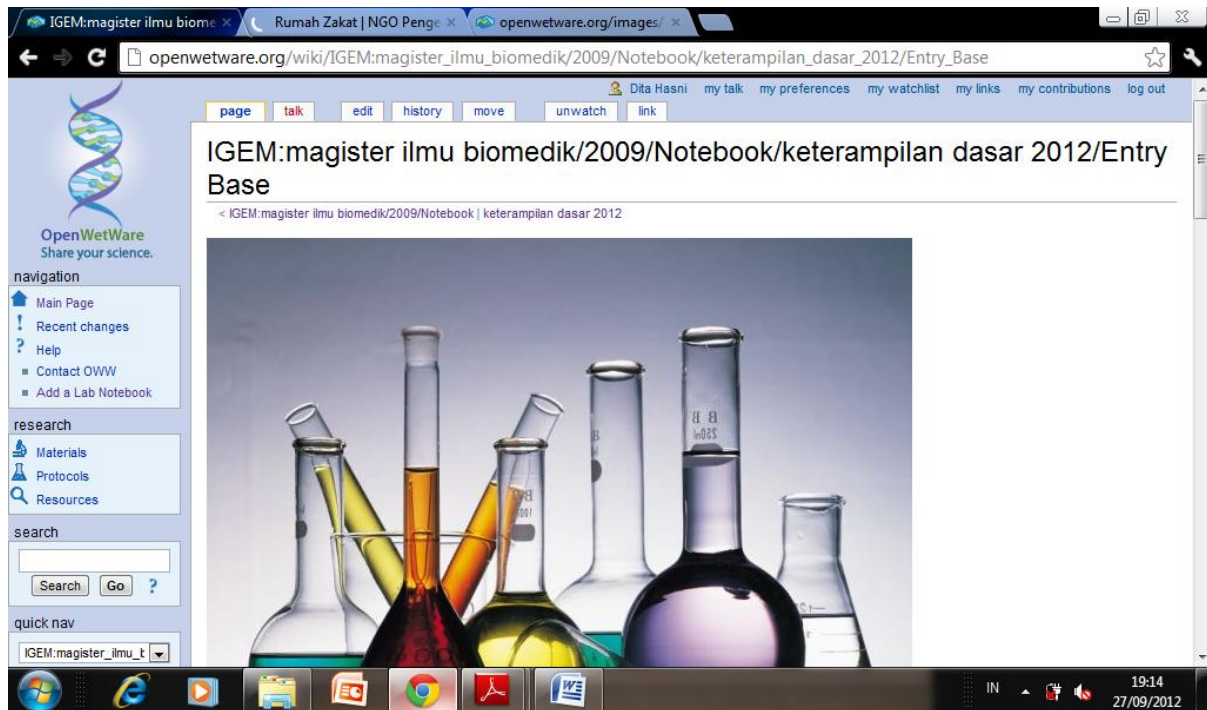 IGEM:magister ilmu biome
Rumah Zakat | NGO Penge
openwetware.org/images/
openwetware.org/wiki/IGEM:magister_ilmu_biomedik/2009/Notebook/keterampilan_dasar_2012/Entry_Base
Dita Hasni my talk my preferences my watchlist my links my contributions log out
page talk edit history move unwatch link
IGEM:magister ilmu biomedik/2009/Notebook/keterampilan dasar 2012/Entry
Base
< IGEM:magister ilmu biomedik/2009/Notebook | keterampilan dasar 2012
OpenWetWare
Share your science.
navigation
Main Page
Recent changes
Help
Contact OWW
Add a Lab Notebook
research
Materials
Protocols
Resources
search
Search Go ?
quick nav
IGEM:magister_ilmu_t
B B
250ml
IN
19:14
27/09/2012